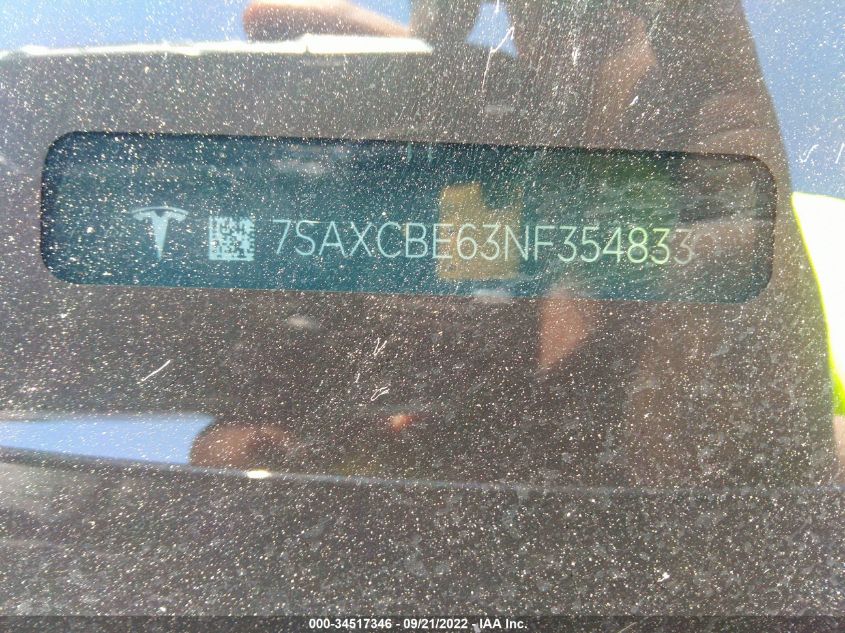 7SAXCBE63NF354833
000-34517346 / 09/21/2022 - IAA Inc.